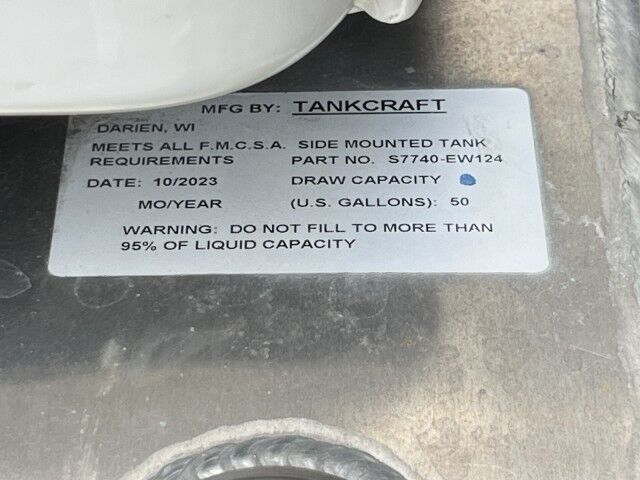 MFG BY: TANKCRAFT
DARIEN, WI
MEETS ALL F.M.C.S.A. SIDE MOUNTED TANK
REQUIREMENTS PART NO. S7740-EW124
DATE: 10/2023 DRAW CAPACITY
MO/YEAR (U.S. GALLONS): 50
WARNING: DO NOT FILL TO MORE THAN
95% OF LIQUID CAPACITY